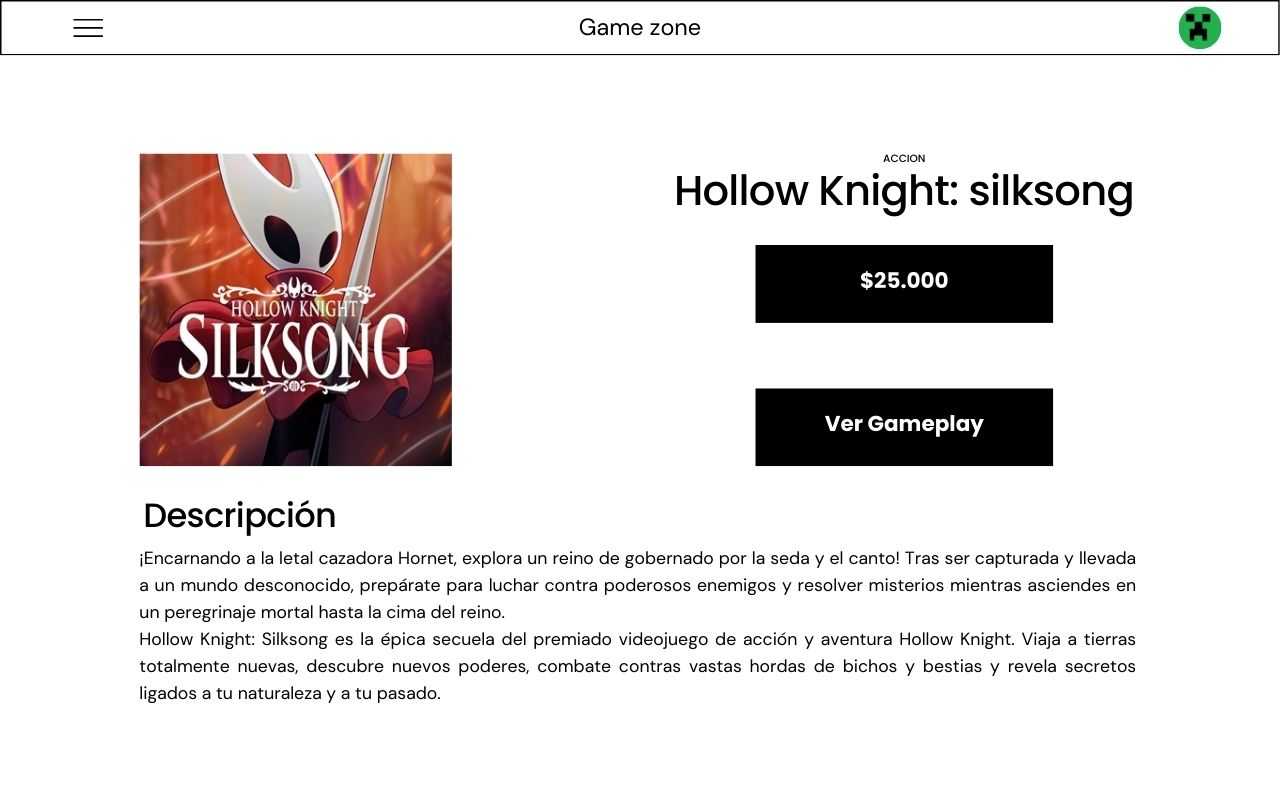 Game zone
HOLLOW KNIGHT
SILKSONG
ACCION
Hollow Knight: silksong
$25.000
Ver Gameplay
Descripción
¡Encarnando a la letal cazadora Hornet, explora un reino de gobernado por la seda y el canto! Tras ser capturada y llevada
a un mundo desconocido, prepárate para luchar contra poderosos enemigos y resolver misterios mientras asciendes en
un peregrinaje mortal hasta la cima del reino.
Hollow Knight: Silksong es la épica secuela del premiado videojuego de acción y aventura Hollow Knight. Viaja a tierras
totalmente nuevas, descubre nuevos poderes, combate contras vastas hordas de bichos y bestias y revela secretos
ligados a tu naturaleza y a tu pasado.